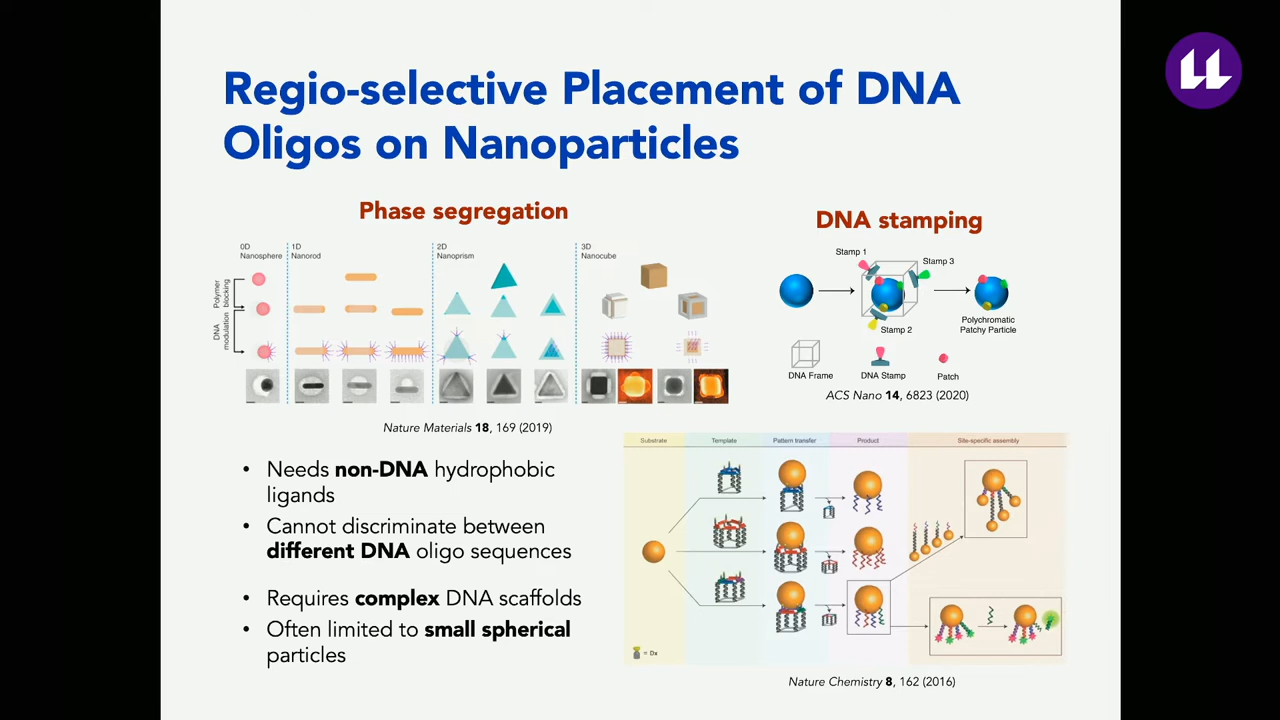 Regio-selective Placement of DNA
Oligos on Nanoparticles
Phase segregation
0D
Nanosphere
1D
Nanorod
2D
Nanoprism
3D
Nanocube
Polymer
blocking
DNA
modulation
Nature Materials 18, 169 (2019)
DNA stamping
Stamp 1
Stamp 3
Stamp 2
Polychromatic
Patchy Particle
DNA Frame
DNA Stamp
Patch
ACS Nano 14, 6823 (2020)
• Needs non-DNA hydrophobic
ligands
• Cannot discriminate between
different DNA oligo sequences
• Requires complex DNA scaffolds
• Often limited to small spherical
particles
Substrate
Template
Pattern transfer
Product
Site-specific assembly
= Dx
Nature Chemistry 8, 162 (2016)